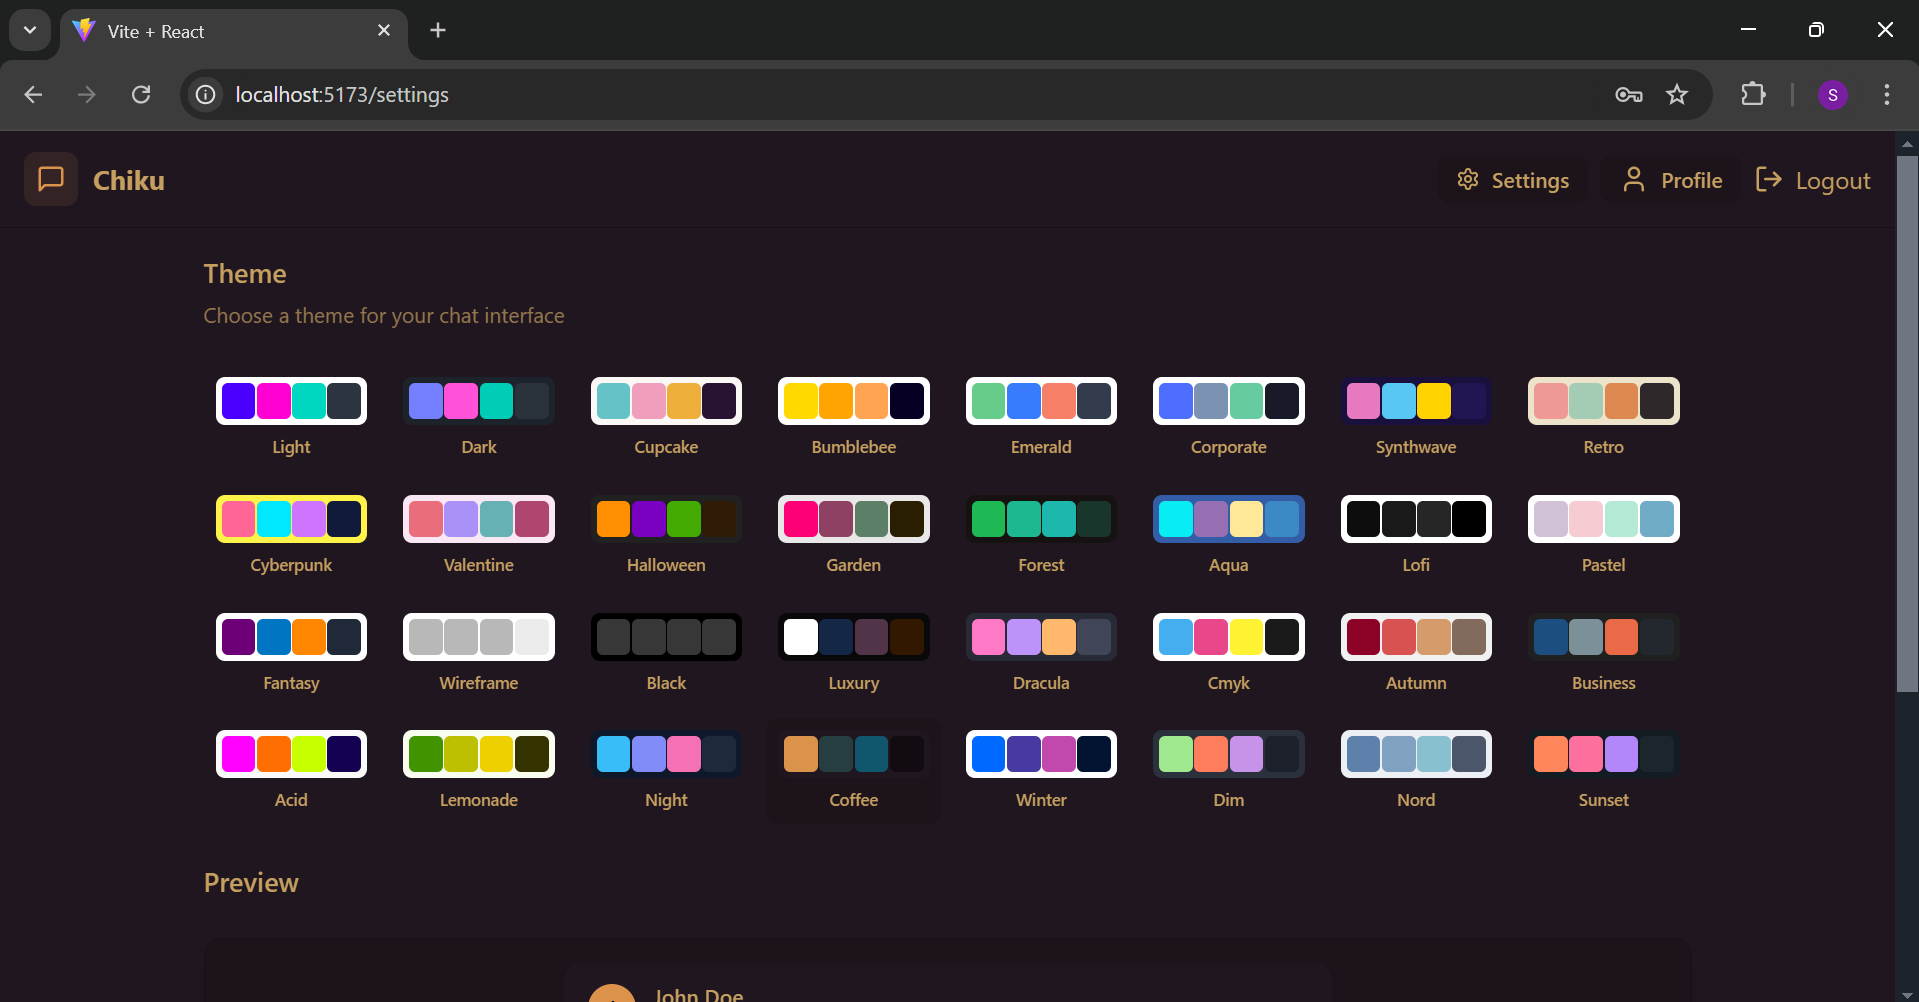 Vite + React
localhost:5173/settings
S
Chiku
Settings
Profile
Logout
Theme
Choose a theme for your chat interface
Light
Dark
Cupcake
Bumblebee
Emerald
Corporate
Synthwave
Retro
Cyberpunk
Valentine
Halloween
Garden
Forest
Aqua
Lofi
Pastel
Fantasy
Wireframe
Black
Luxury
Dracula
Cmyk
Autumn
Business
Acid
Lemonade
Night
Coffee
Winter
Dim
Nord
Sunset
Preview
John Doe